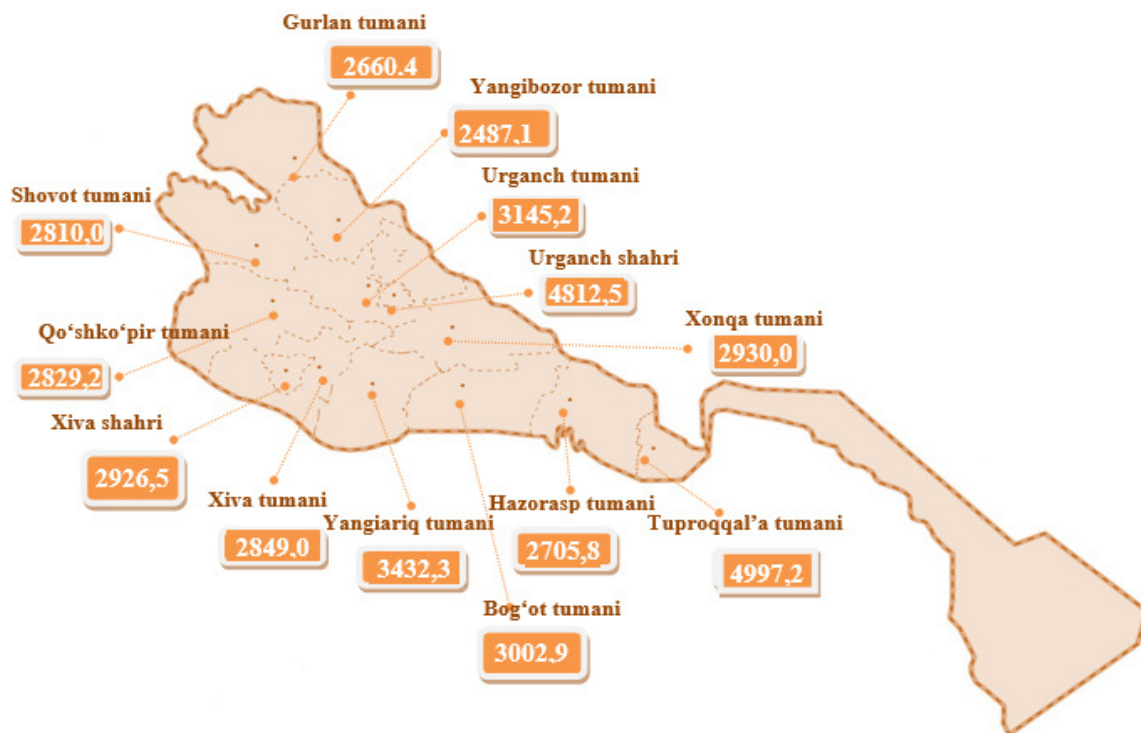 Gurlan tumani
2660.4
Yangibozor tumani
2487,1
Urganch tumani
3145,2
Shovot tumani
2810,0
Urganch shahri
4812,5
Xonqa tumani
2930,0
Qo‘shko‘pir tumani
2829,2
Xiva shahri
2926,5
Xiva tumani
2849,0
Yangiariq tumani
3432,3
Hazorasp tumani
2705,8
Tuproqqal’a tumani
4997,2
Bog‘ot tumani
3002,9